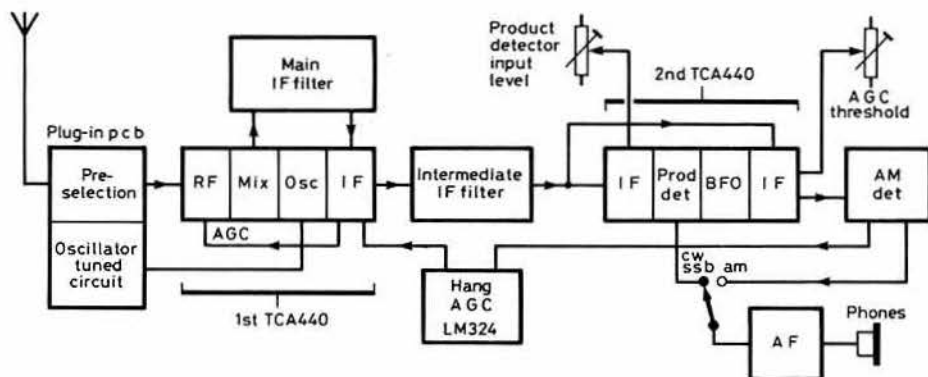 Product
detector
input
level
2nd TCA440
AGC
threshold
Main
IF filter
Plug-in pcb
Pre-
selection
Oscillator
tuned
circuit
RF
Mix
Osc
IF
AGC
1st TCA440
Intermediate
IF filter
IF
Prod
det
BFO
IF
AM
det
Hang
AGC
LM324
cw
ssb
am
AF
Phones